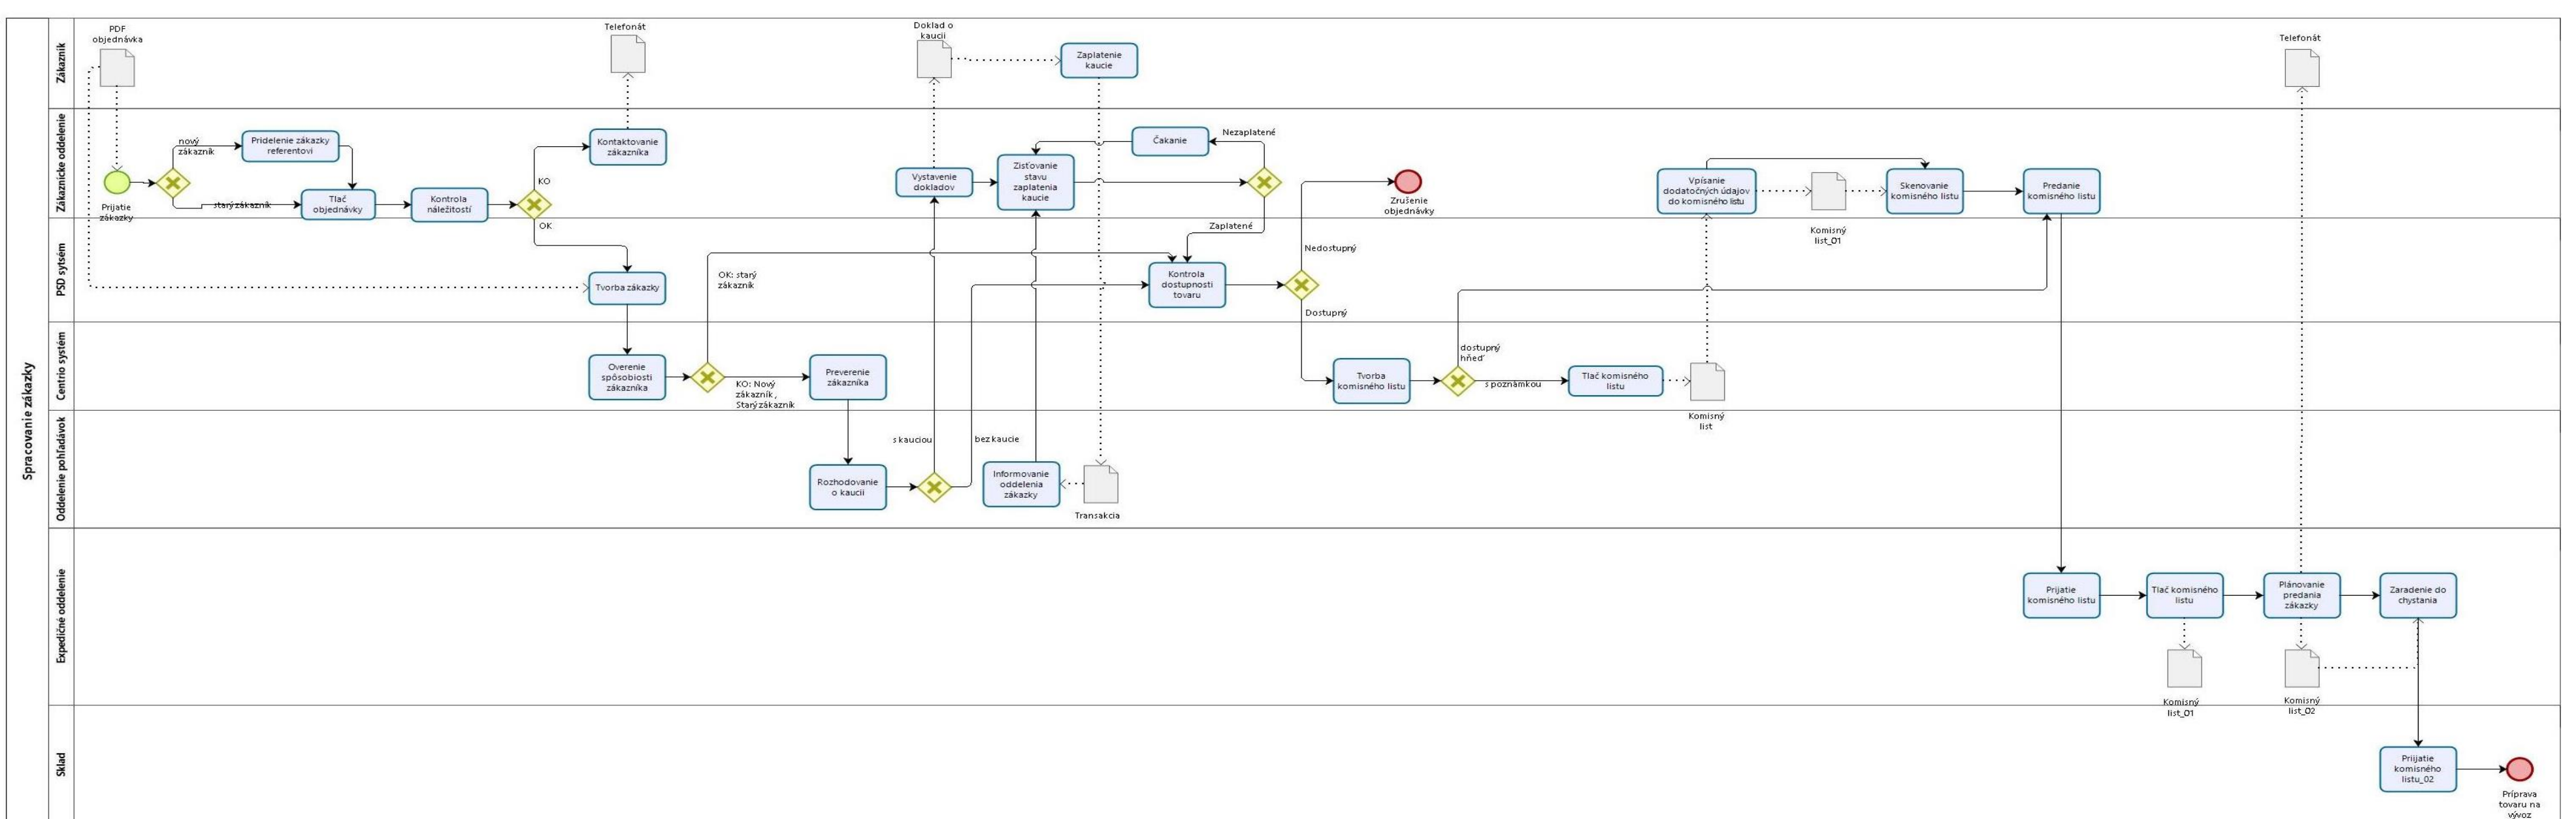 Spracovanie zákazky
Zákazník
PDF
objednávka
Telefonát
Doklad o
kaucii
Zaplatenie
kaucie
Telefonát
Zákaznícke oddelenie
Prijatie
zákazky
nový
zákazník
starý zákazník
Pridelenie zákazky
referentovi
Tlač
objednávky
Kontrola
náležitostí
KO
OK
Kontaktovanie
zákazníka
Vystavenie
dokladov
Zisťovanie
stavu
zaplatenia
kaucie
Čakanie
Nezaplatené
Zaplatené
Zrušenie
objednávky
Vpísanie
dodatočných údajov
do komisného listu
Komisný
list_01
Skenovanie
komisného listu
Predanie
komisného listu
PSD sytsém
Tvorba zákazky
OK: starý
zákazník
Kontrola
dostupnosti
tovaru
Nedostupný
Dostupný
Centrio systém
Overenie
spôsobiosti
zákazníka
KO: Nový
zákazník ,
Starý zákazník
Preverenie
zákazníka
Tvorba
komisného listu
dostupný
hňeď
s poznámkou
Tlač komisného
listu
Komisný
list
Oddelenie pohľadávok
Rozhodovanie
o kaucii
s kauciou
bez kaucie
Informovanie
oddelenia
zákazky
Transakcia
Expedičné oddelenie
Prijatie
komisného listu
Tlač komisného
listu
Plánovanie
predania
zákazky
Zaradenie do
chystania
Komisný
list_01
Komisný
list_02
Sklad
Priijatie
komisného
listu_02
Príprava
tovaru na
vývoz